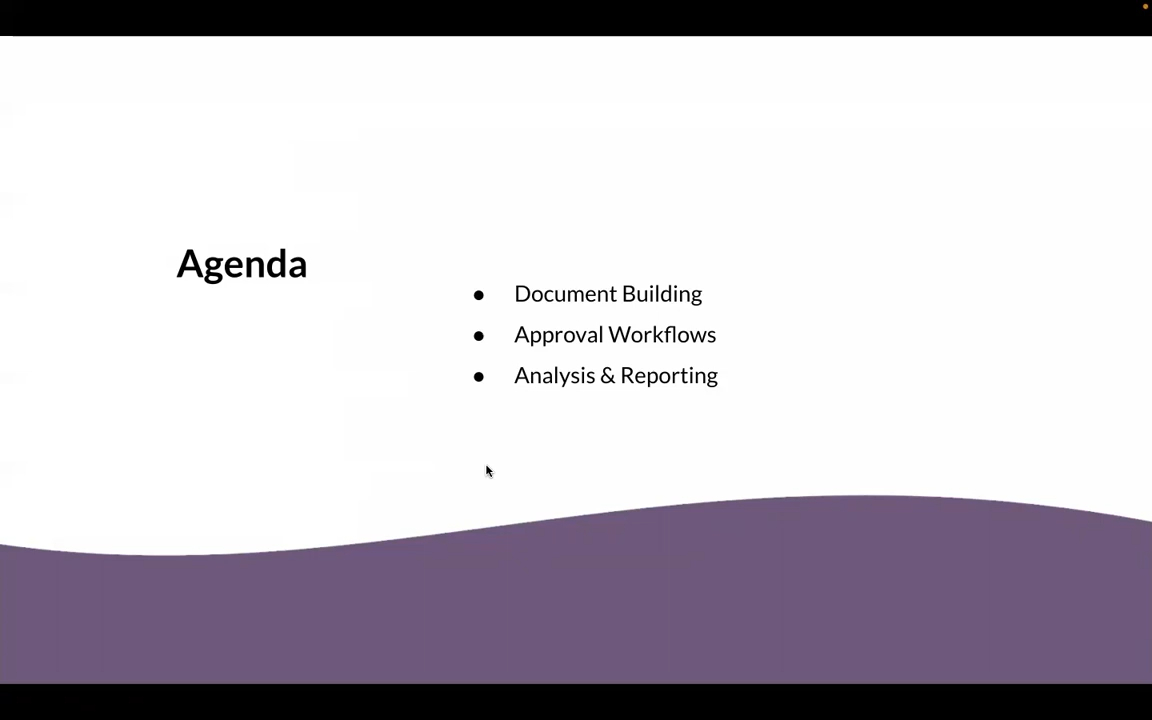 Agenda
● Document Building
● Approval Workflows
● Analysis & Reporting